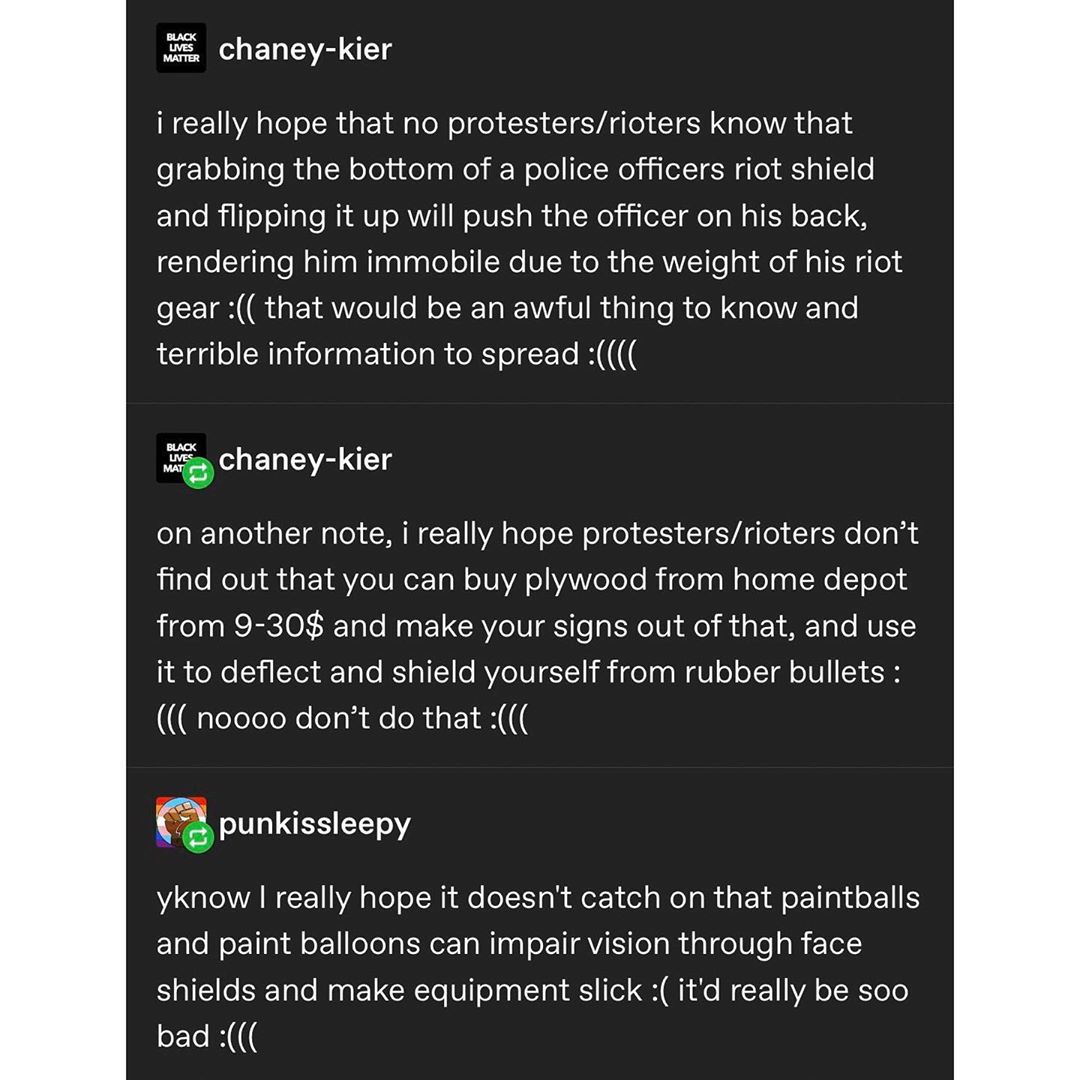 BLACK
LIVES
MATTER
chaney-kier
i really hope that no protesters/rioters know that
grabbing the bottom of a police officers riot shield
and flipping it up will push the officer on his back,
rendering him immobile due to the weight of his riot
gear :(( that would be an awful thing to know and
terrible information to spread :((((
BLACK
LIVES
MAT
chaney-kier
on another note, i really hope protesters/rioters don’t
find out that you can buy plywood from home depot
from 9-30$ and make your signs out of that, and use
it to deflect and shield yourself from rubber bullets :
((( noooo don’t do that :(((
punkissleepy
yknow I really hope it doesn't catch on that paintballs
and paint balloons can impair vision through face
shields and make equipment slick :( it'd really be soo
bad :(((